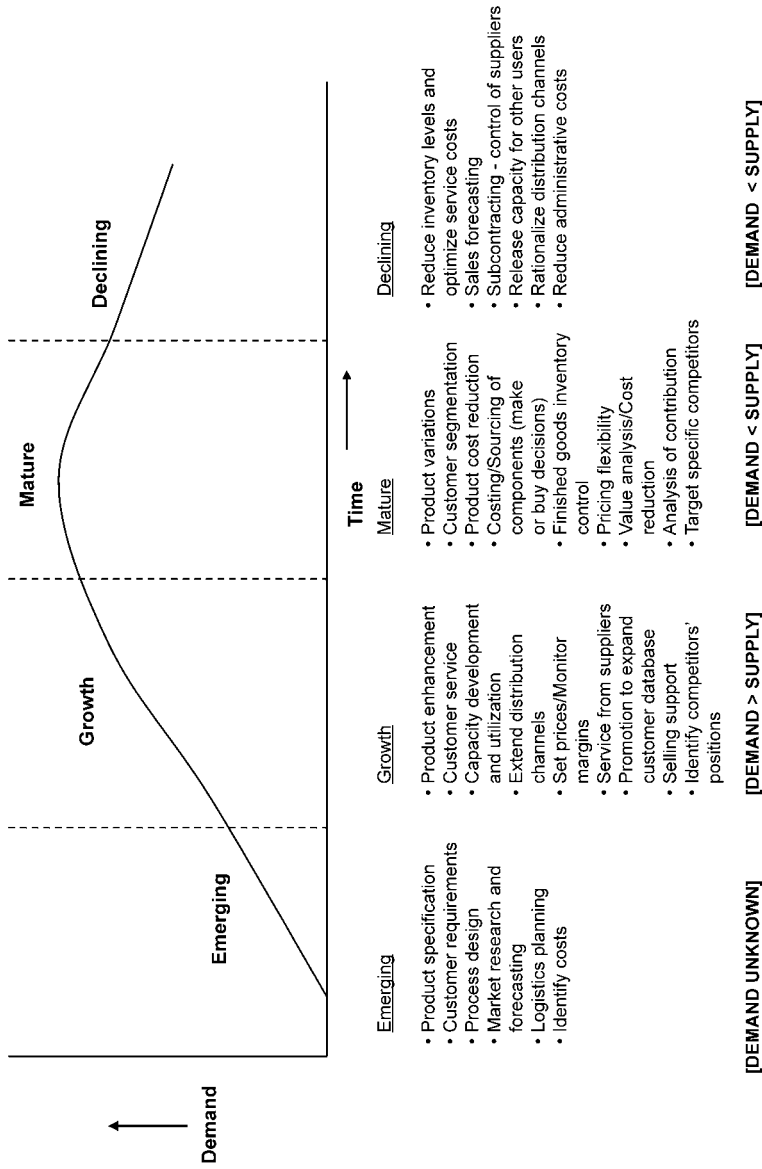 Demand
Emerging
Growth
Mature
Declining
Time
Emerging
• Product specification
• Customer requirements
• Process design
• Market research and
forecasting
• Logistics planning
• Identify costs
[DEMAND UNKNOWN]
Growth
• Product enhancement
• Customer service
• Capacity development
and utilization
• Extend distribution
channels
• Set prices/Monitor
margins
• Service from suppliers
• Promotion to expand
customer database
• Selling support
• Identify competitors'
positions
[DEMAND > SUPPLY]
Mature
• Product variations
• Customer segmentation
• Product cost reduction
• Costing/Sourcing of
components (make
or buy decisions)
• Finished goods inventory
control
• Pricing flexibility
• Value analysis/Cost
reduction
• Analysis of contribution
• Target specific competitors
[DEMAND < SUPPLY]
Declining
• Reduce inventory levels and
optimize service costs
• Sales forecasting
• Subcontracting - control of suppliers
• Release capacity for other users
• Rationalize distribution channels
• Reduce administrative costs
[DEMAND < SUPPLY]